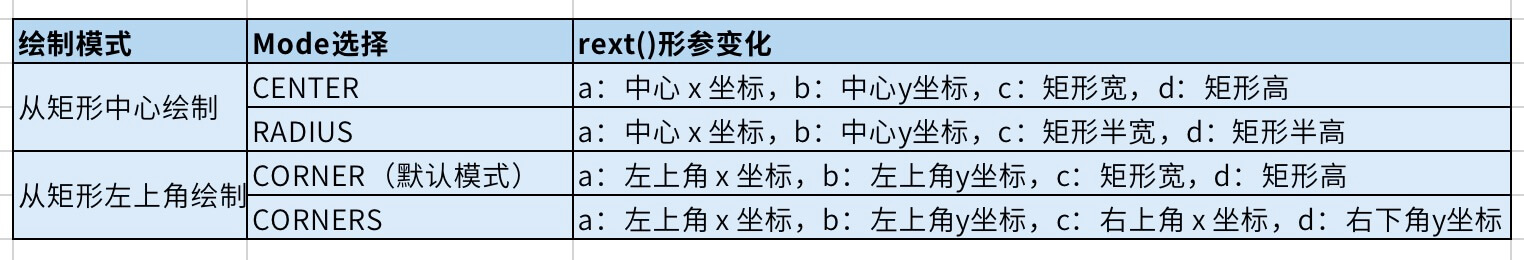 绘制模式 Mode选择 rext()形参变化
从矩形中心绘制 CENTER a：中心 x 坐标，b：中心y坐标，c：矩形宽，d：矩形高
RADIUS a：中心 x 坐标，b：中心y坐标，c：矩形半宽，d：矩形半高
从矩形左上角绘制 CORNER（默认模式） a：左上角 x 坐标，b：左上角y坐标，c：矩形宽，d：矩形高
CORNERS a：左上角 x 坐标，b：左上角y坐标，c：右上角 x 坐标，d：右下角y坐标